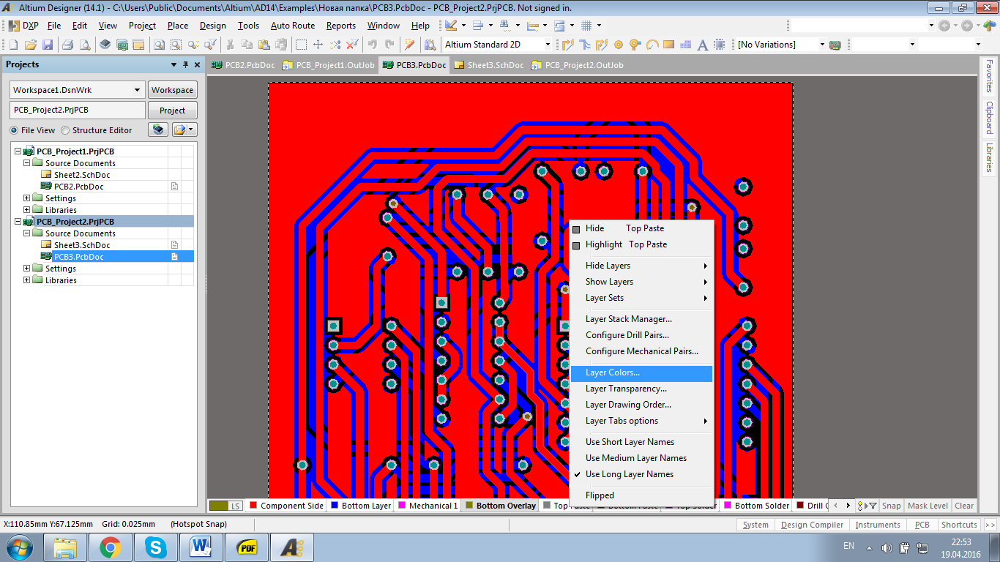 Altium Designer (14.1) - C:\Users\Public\Documents\Altium\AD14\Examples\Новая папка\PCB3.PcbDoc - PCB_Project2.PrjPCB. Not signed in.
DXP File Edit View Project Place Design Tools Auto Route Reports Window Help
Altium Standard 2D [No Variations]
Projects
PCB2.PcbDoc PCB_Project1.OutJob PCB3.PcbDoc Sheet3.SchDoc PCB_Project2.OutJob
Workspace1.DsnWrk Workspace
PCB_Project2.PrjPCB Project
File View Structure Editor
PCB_Project1.PrjPCB
Source Documents
Sheet2.SchDoc
PCB2.PcbDoc
Settings
Libraries
PCB_Project2.PrjPCB
Source Documents
Sheet3.SchDoc
PCB3.PcbDoc
Settings
Libraries
Favorites
Clipboard
Libraries
Hide Top Paste
Highlight Top Paste
Hide Layers
Show Layers
Layer Sets
Layer Stack Manager...
Configure Drill Pairs...
Configure Mechanical Pairs...
Layer Colors...
Layer Transparency...
Layer Drawing Order...
Layer Tabs options
Use Short Layer Names
Use Medium Layer Names
Use Long Layer Names
Flipped
LS Component Side Bottom Layer Mechanical 1 Bottom Overlay Top Paste Bottom Paste Top Solder Bottom Solder Drill Snap Mask Level Clear
X:110.85mm Y:67.125mm Grid: 0.025mm (Hotspot Snap) System Design Compiler Instruments PCB Shortcuts >>
W PDF EN 22:53
19.04.2016